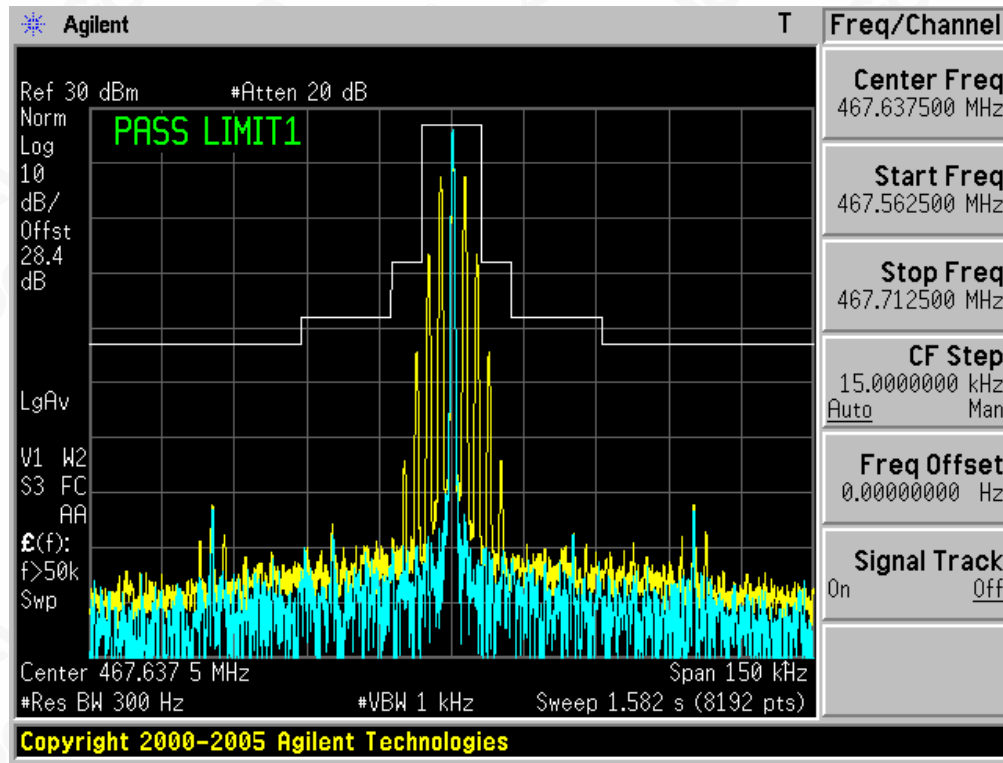 Agilent T
Ref 30 dBm #Atten 20 dB
Norm
Log
10
dB/
Offst
28.4
dB
PASS LIMIT1
LgAv
V1 W2
S3 FC
AA
£(f):
f>50k
Swp
Center 467.637 5 MHz Span 150 kHz
#Res BW 300 Hz #VBW 1 kHz Sweep 1.582 s (8192 pts)
Copyright 2000-2005 Agilent Technologies
Freq/Channel
Center Freq
467.637500 MHz
Start Freq
467.562500 MHz
Stop Freq
467.712500 MHz
CF Step
15.0000000 kHz
Auto Man
Freq Offset
0.00000000 Hz
Signal Track
On Off